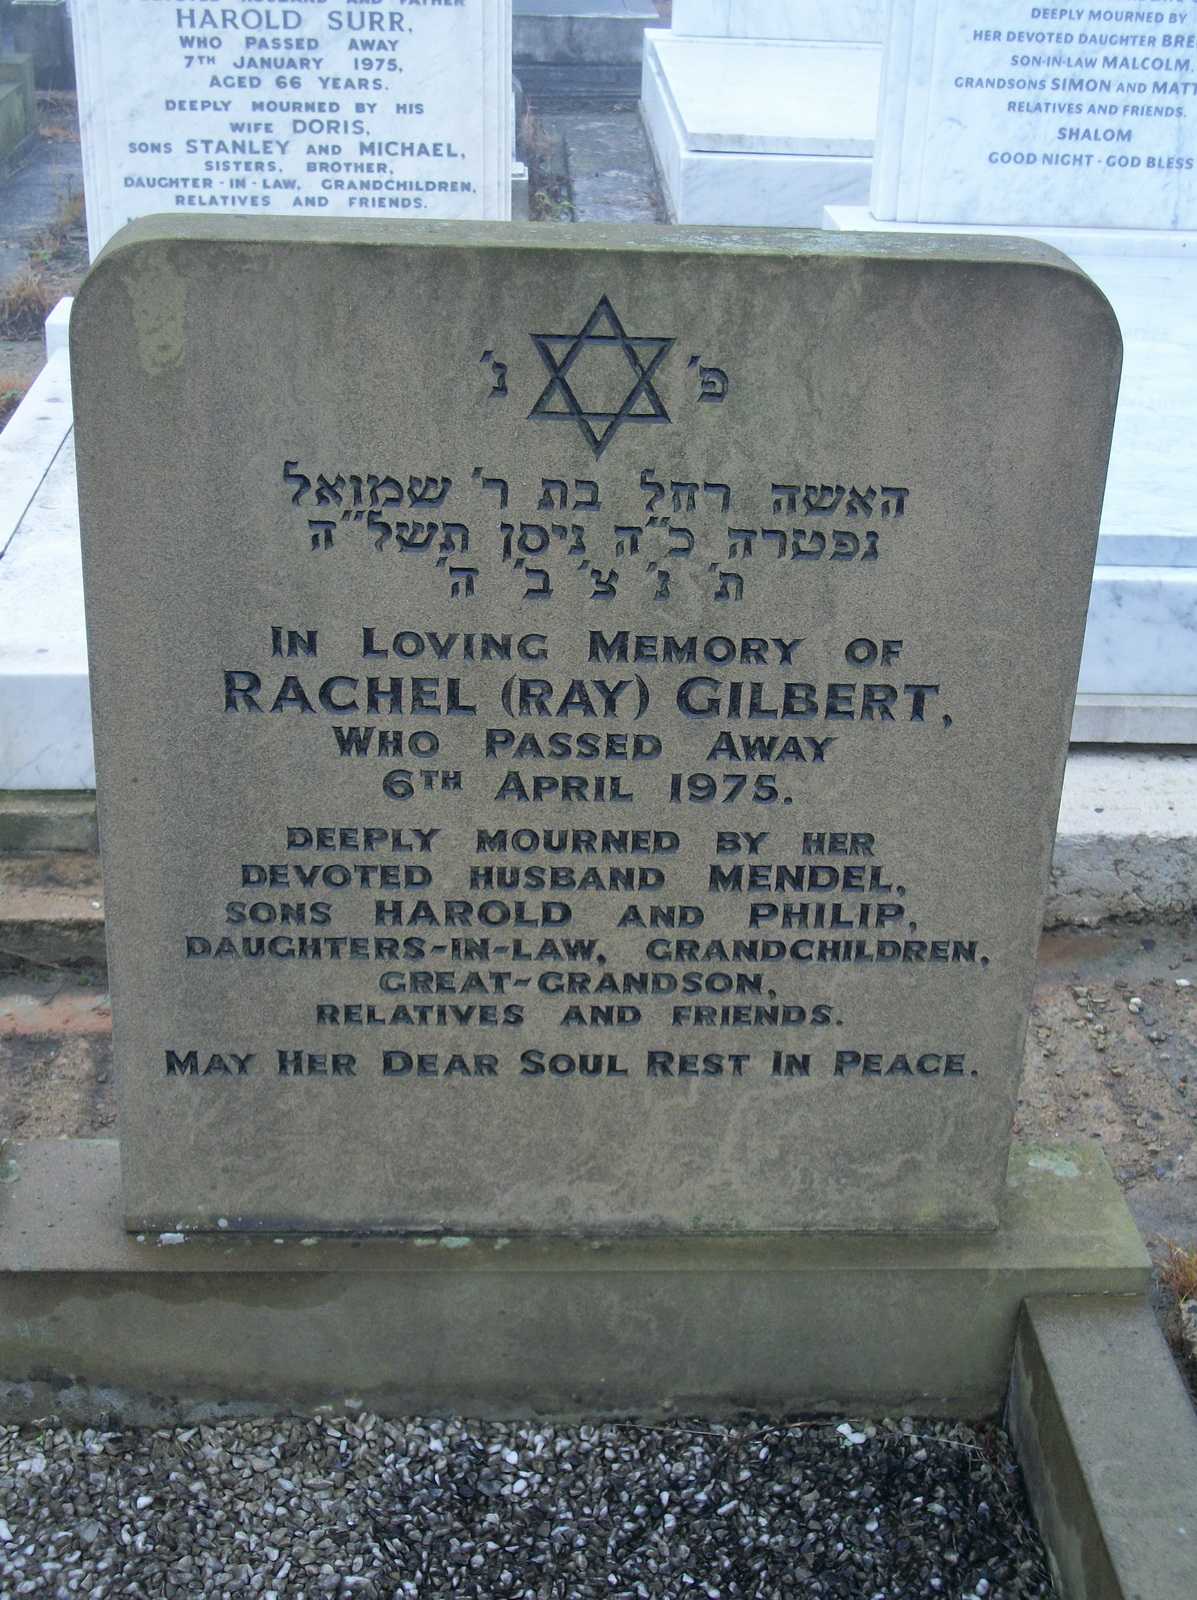 HAROLD SURR,
WHO PASSED AWAY
7TH JANUARY 1975,
AGED 66 YEARS.
DEEPLY MOURNED BY HIS
WIFE DORIS,
SONS STANLEY AND MICHAEL,
SISTERS, BROTHER,
DAUGHTER-IN-LAW, GRANDCHILDREN,
RELATIVES AND FRIENDS.
DEEPLY MOURNED BY
HER DEVOTED DAUGHTER
SON-IN-LAW MALCOLM,
GRANDSONS SIMON AND
RELATIVES AND FRIENDS.
SHALOM
GOOD NIGHT - GOD BLESS
פ׳ נ׳
האשה רחל בת ר׳ שמואל
נפטרה כ״ה ניסן תשל״ה
ת׳ נ׳ צ׳ ב׳ ה׳
IN LOVING MEMORY OF
RACHEL (RAY) GILBERT,
WHO PASSED AWAY
6TH APRIL 1975.
DEEPLY MOURNED BY HER
DEVOTED HUSBAND MENDEL,
SONS HAROLD AND PHILIP,
DAUGHTERS-IN-LAW, GRANDCHILDREN,
GREAT-GRANDSON,
RELATIVES AND FRIENDS.
MAY HER DEAR SOUL REST IN PEACE.